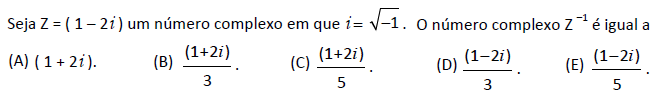 Seja Z = ( 1 – 2i ) um número complexo em que i = √−1 . O número complexo Z ⁻¹ é igual a
(A) ( 1 + 2i ). (B) (1+2i)/3 . (C) (1+2i)/5 . (D) (1−2i)/3 . (E) (1−2i)/5 .